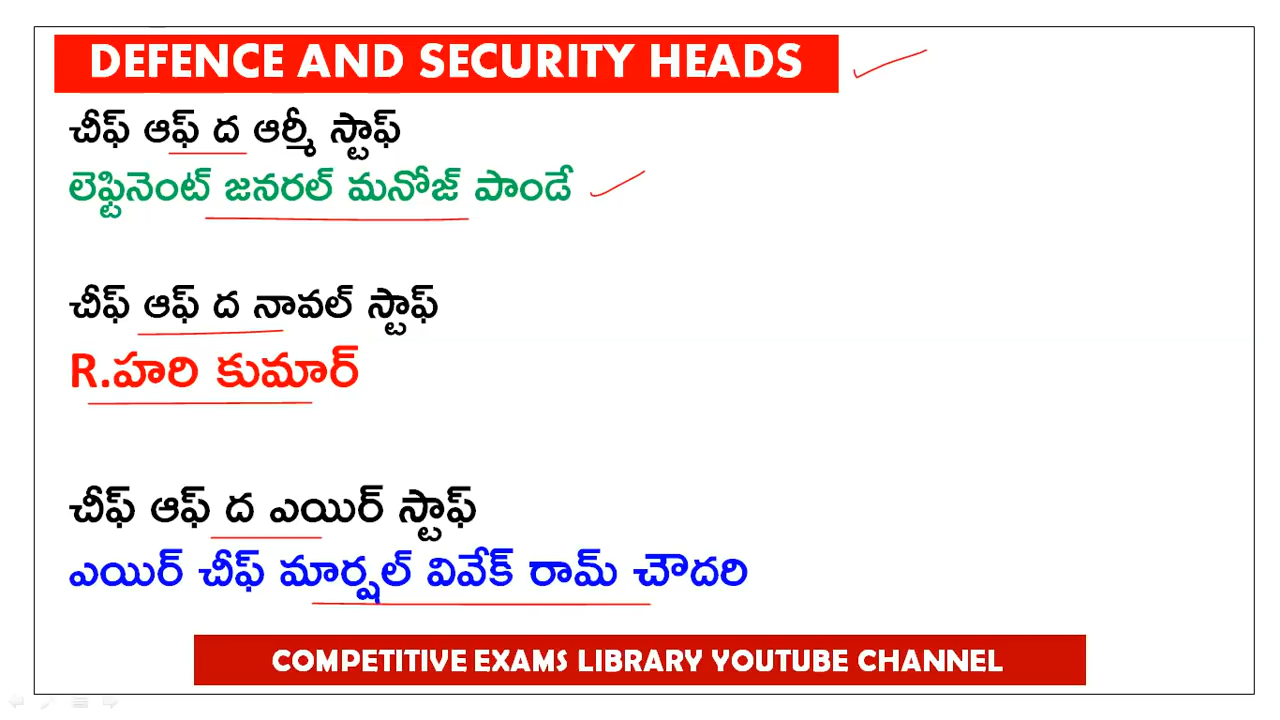 DEFENCE AND SECURITY HEADS
చీఫ్ ఆఫ్ ద ఆర్మీ స్టాఫ్
లెఫ్టినెంట్ జనరల్ మనోజ్ పాండే
చీఫ్ ఆఫ్ ద నావల్ స్టాఫ్
R.హరి కుమార్
చీఫ్ ఆఫ్ ద ఎయిర్ స్టాఫ్
ఎయిర్ చీఫ్ మార్షల్ వివేక్ రామ్ చౌదరి
COMPETITIVE EXAMS LIBRARY YOUTUBE CHANNEL